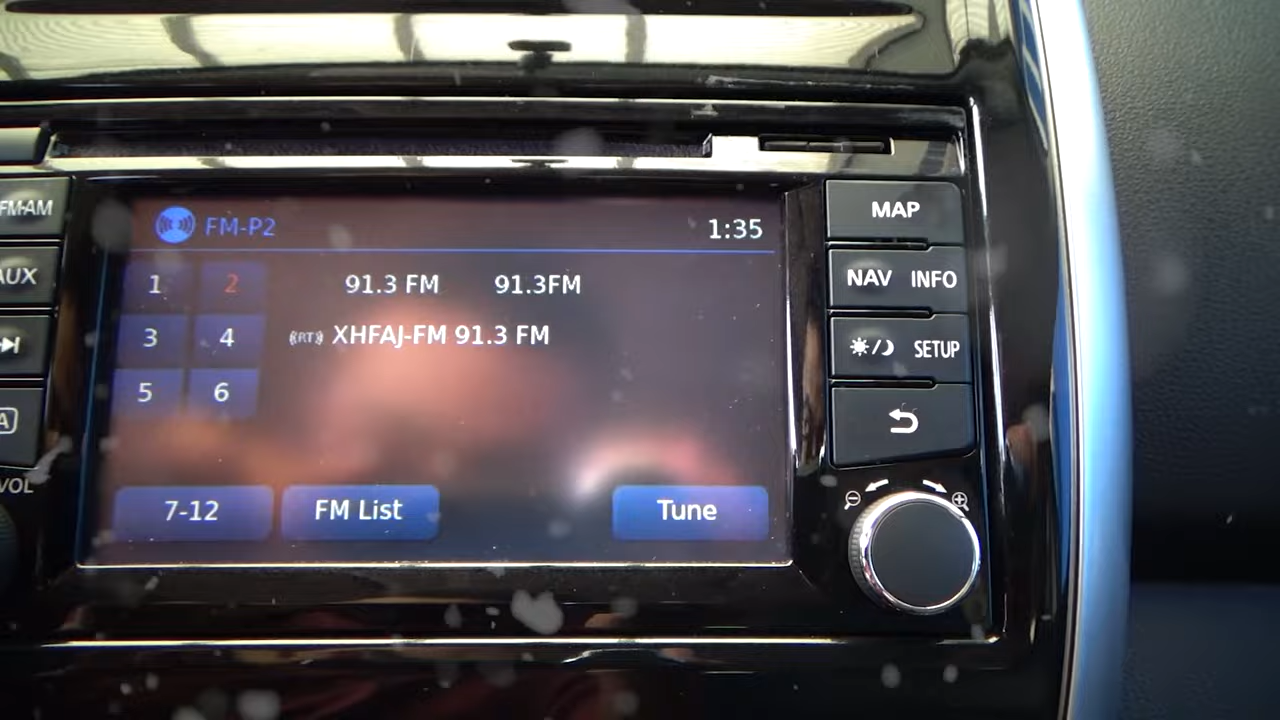 FM-P2 1:35
1 2 91.3 FM 91.3FM
3 4 ((RT)) XHFAJ-FM 91.3 FM
5 6
7-12 FM List Tune
FM·AM
AUX
A
VOL
MAP
NAV INFO
SETUP